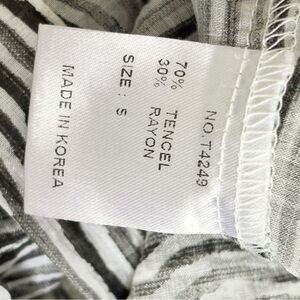 NO.T4249
70% TENCEL
30% RAYON
SIZE : S
MADE IN KOREA